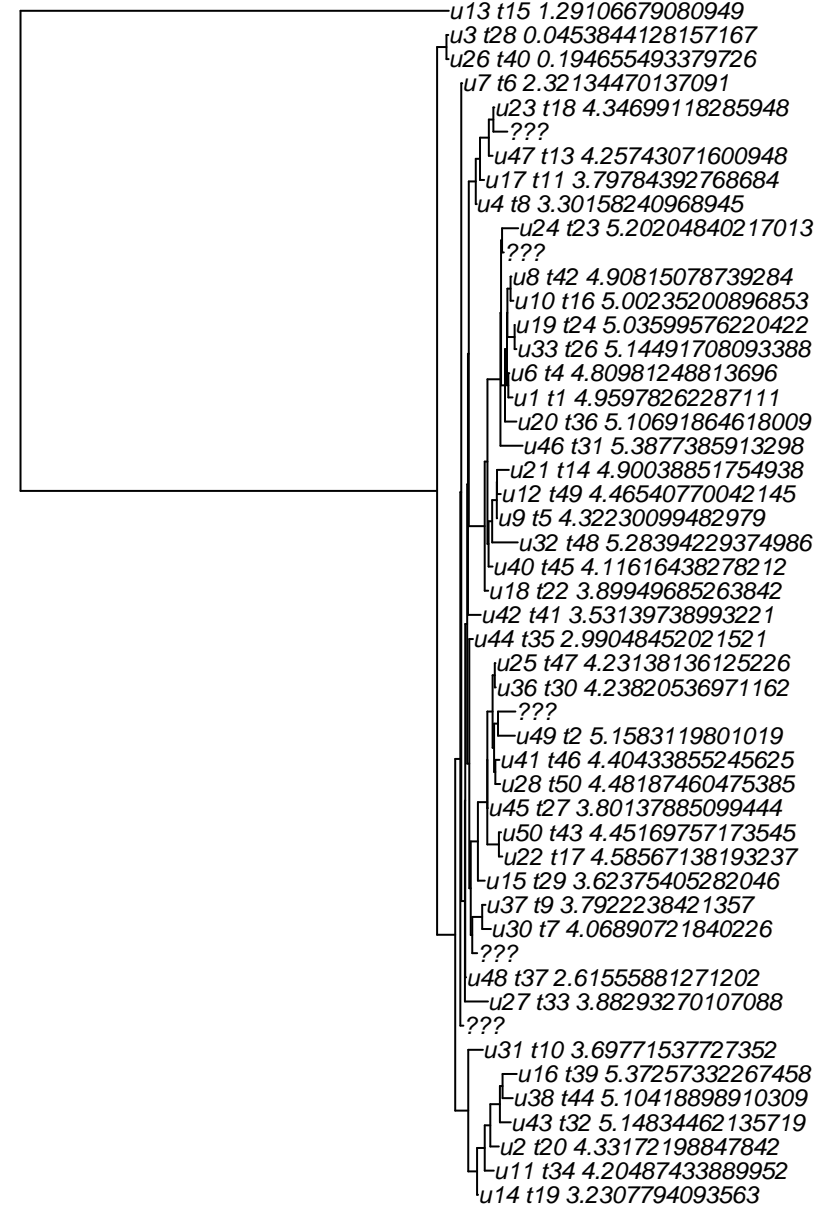 u13 t15 1.29106679080949
u3 t28 0.0453844128157167
u26 t40 0.194655493379726
u7 t6 2.32134470137091
u23 t18 4.34699118285948
???
u47 t13 4.25743071600948
u17 t11 3.79784392768684
u4 t8 3.30158240968945
u24 t23 5.20204840217013
???
u8 t42 4.90815078739284
u10 t16 5.00235200896853
u19 t24 5.03599576220422
u33 t26 5.14491708093388
u6 t4 4.80981248813696
u1 t1 4.95978262287111
u20 t36 5.10691864618009
u46 t31 5.3877385913298
u21 t14 4.90038851754938
u12 t49 4.46540770042145
u9 t5 4.32230099482979
u32 t48 5.28394229374986
u40 t45 4.11616438278212
u18 t22 3.89949685263842
u42 t41 3.53139738993221
u44 t35 2.99048452021521
u25 t47 4.23138136125226
u36 t30 4.23820536971162
???
u49 t2 5.1583119801019
u41 t46 4.40433855245625
u28 t50 4.48187460475385
u45 t27 3.80137885099444
u50 t43 4.45169757173545
u22 t17 4.58567138193237
u15 t29 3.62375405282046
u37 t9 3.7922238421357
u30 t7 4.06890721840226
???
u48 t37 2.61555881271202
u27 t33 3.88293270107088
???
u31 t10 3.69771537727352
u16 t39 5.37257332267458
u38 t44 5.10418898910309
u43 t32 5.14834462135719
u2 t20 4.33172198847842
u11 t34 4.20487433889952
u14 t19 3.2307794093563